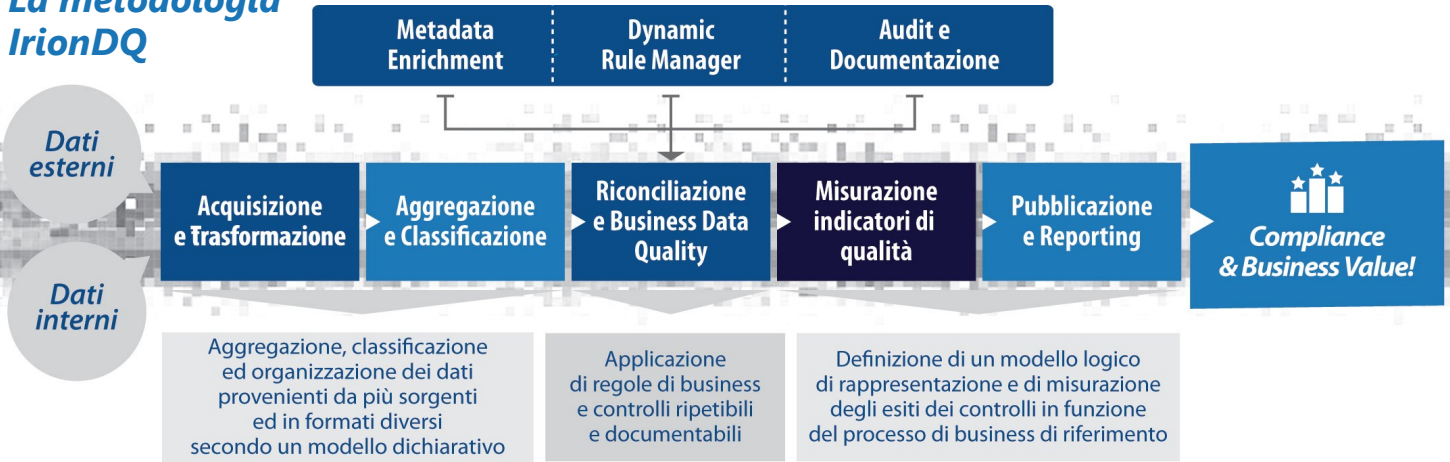 La metodologia
IrionDQ
Metadata
Enrichment
Dynamic
Rule Manager
Audit e
Documentazione
Dati
esterni
Dati
interni
Acquisizione
e Trasformazione
Aggregazione
e Classificazione
Riconciliazione
e Business Data
Quality
Misurazione
indicatori di
qualità
Pubblicazione
e Reporting
Compliance
& Business Value!
Aggregazione, classificazione
ed organizzazione dei dati
provenienti da più sorgenti
ed in formati diversi
secondo un modello dichiarativo
Applicazione
di regole di business
e controlli ripetibili
e documentabili
Definizione di un modello logico
di rappresentazione e di misurazione
degli esiti dei controlli in funzione
del processo di business di riferimento